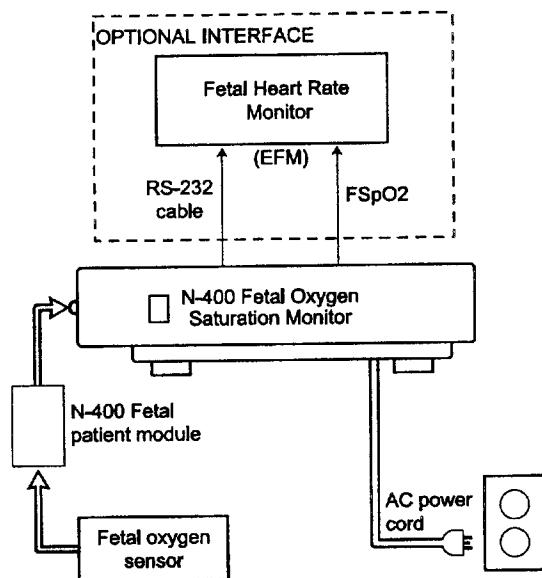 OPTIONAL INTERFACE
Fetal Heart Rate
Monitor
(EFM)
RS-232
cable
FSpO2
N-400 Fetal Oxygen
Saturation Monitor
N-400 Fetal
patient module
AC power
cord
Fetal oxygen
sensor